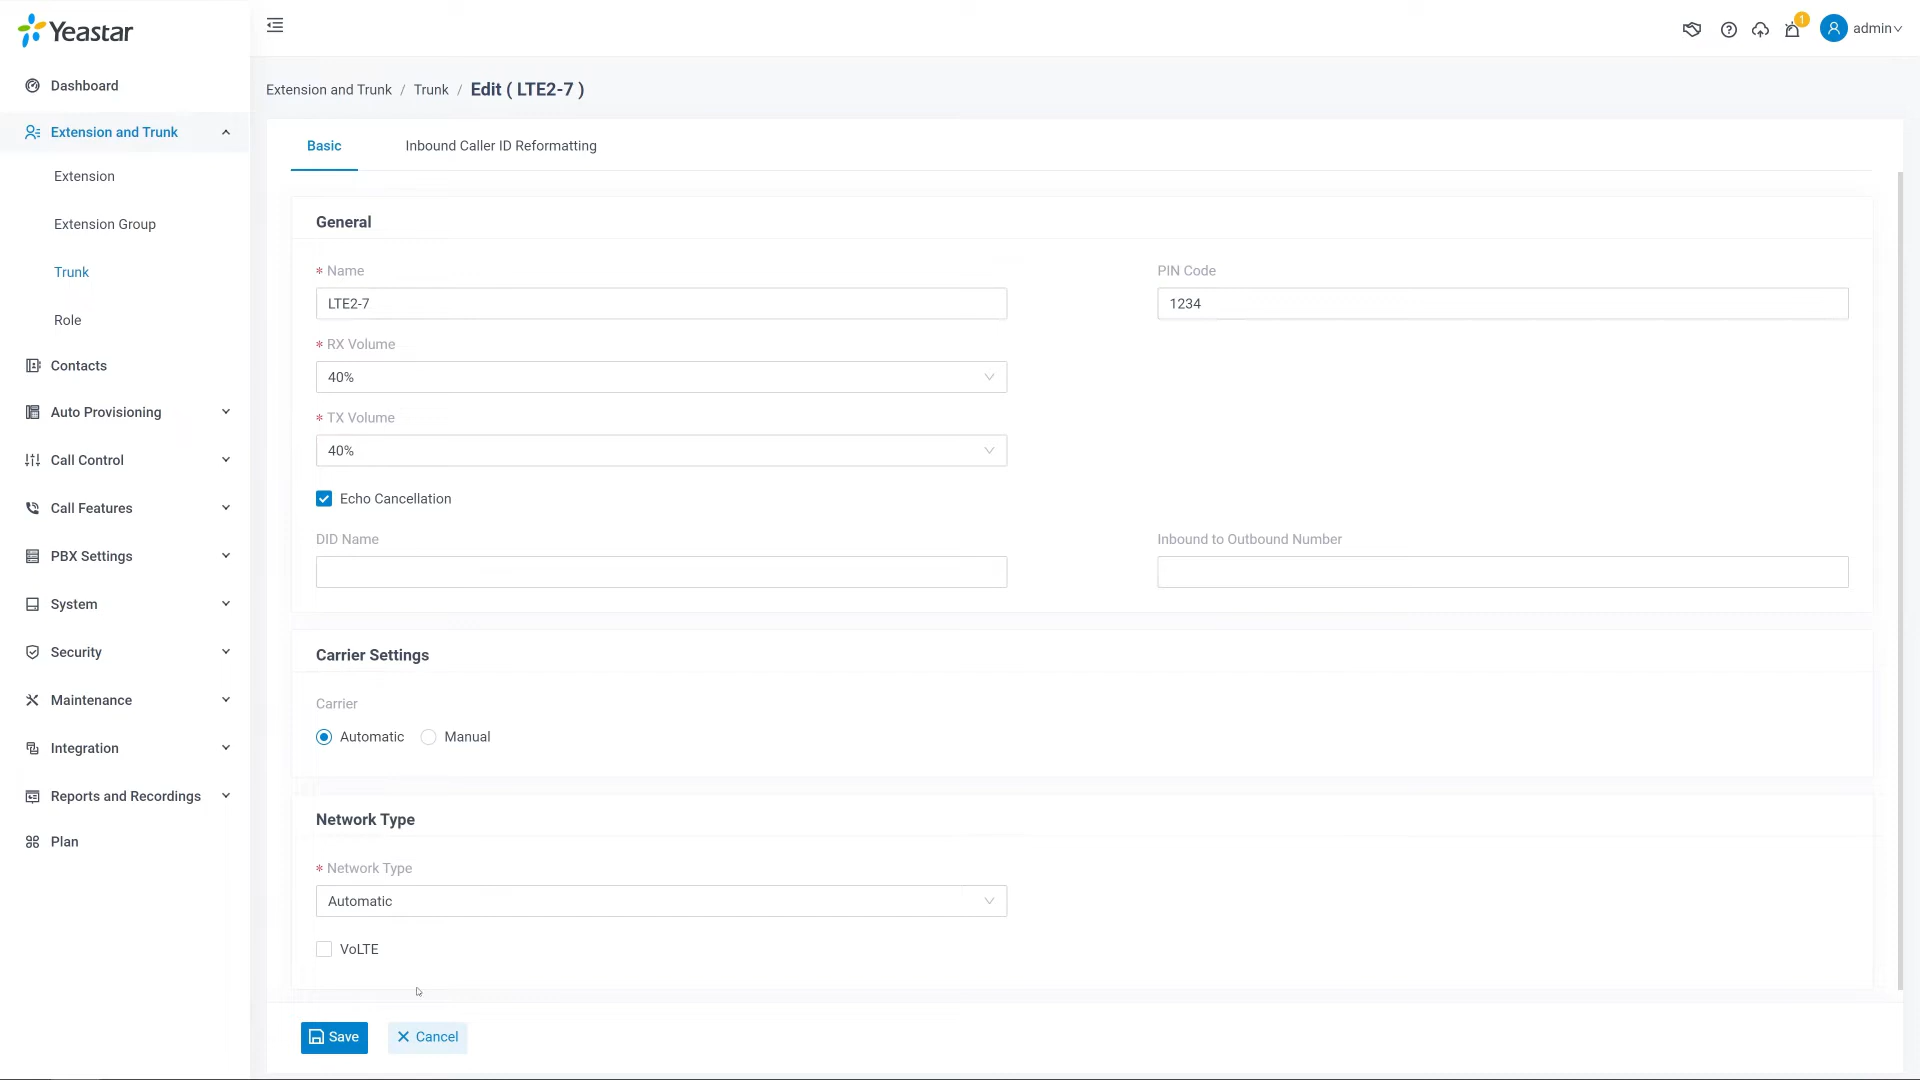 Yeastar
1
admin
Dashboard
Extension and Trunk
Extension
Extension Group
Trunk
Role
Contacts
Auto Provisioning
Call Control
Call Features
PBX Settings
System
Security
Maintenance
Integration
Reports and Recordings
Plan
Extension and Trunk / Trunk / Edit ( LTE2-7 )
Basic
Inbound Caller ID Reformatting
General
* Name
PIN Code
LTE2-7
1234
* RX Volume
40%
* TX Volume
40%
Echo Cancellation
DID Name
Inbound to Outbound Number
Carrier Settings
Carrier
Automatic
Manual
Network Type
* Network Type
Automatic
VoLTE
Save
Cancel